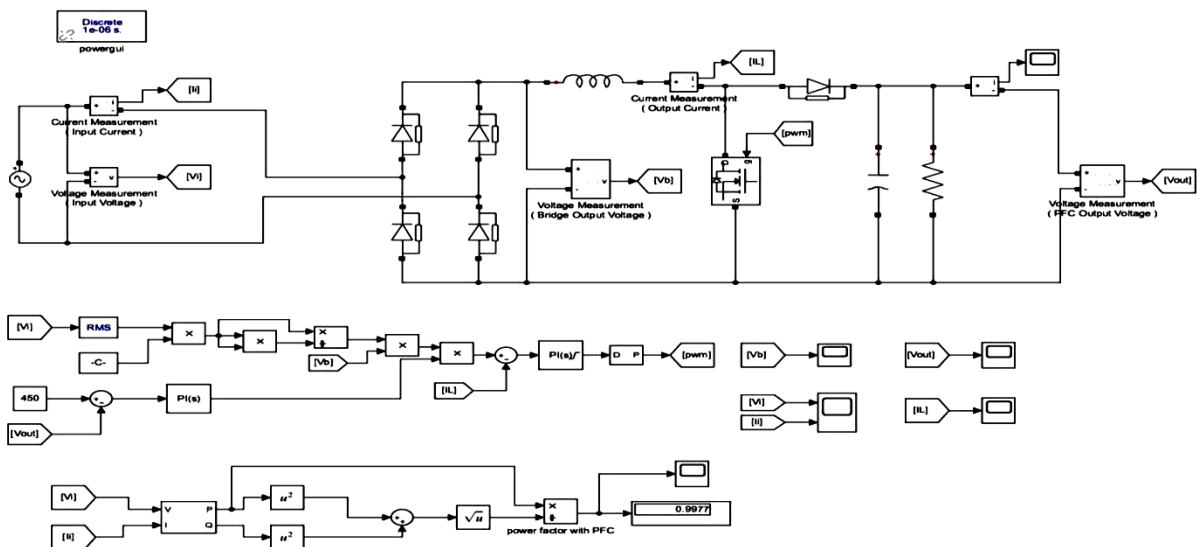 Discrete
1e-06 s.
powergui
[Ii]
Current Measurement
( Input Current )
[Vi]
Voltage Measurement
( Input Voltage )
[IL]
Current Measurement
( Output Current )
[pwm]
[Vb]
Voltage Measurement
( Bridge Output Voltage )
[Vout]
Voltage Measurement
( PFC Output Voltage )
[Vi]
RMS
-C-
[Vb]
[IL]
PI(s)
D P
[pwm]
450
[Vout]
PI(s)
[Vb]
[Vout]
[Vi]
[Ii]
[IL]
[Vi]
[Ii]
V P
I Q
u²
u²
√u
power factor with PFC
0.9977